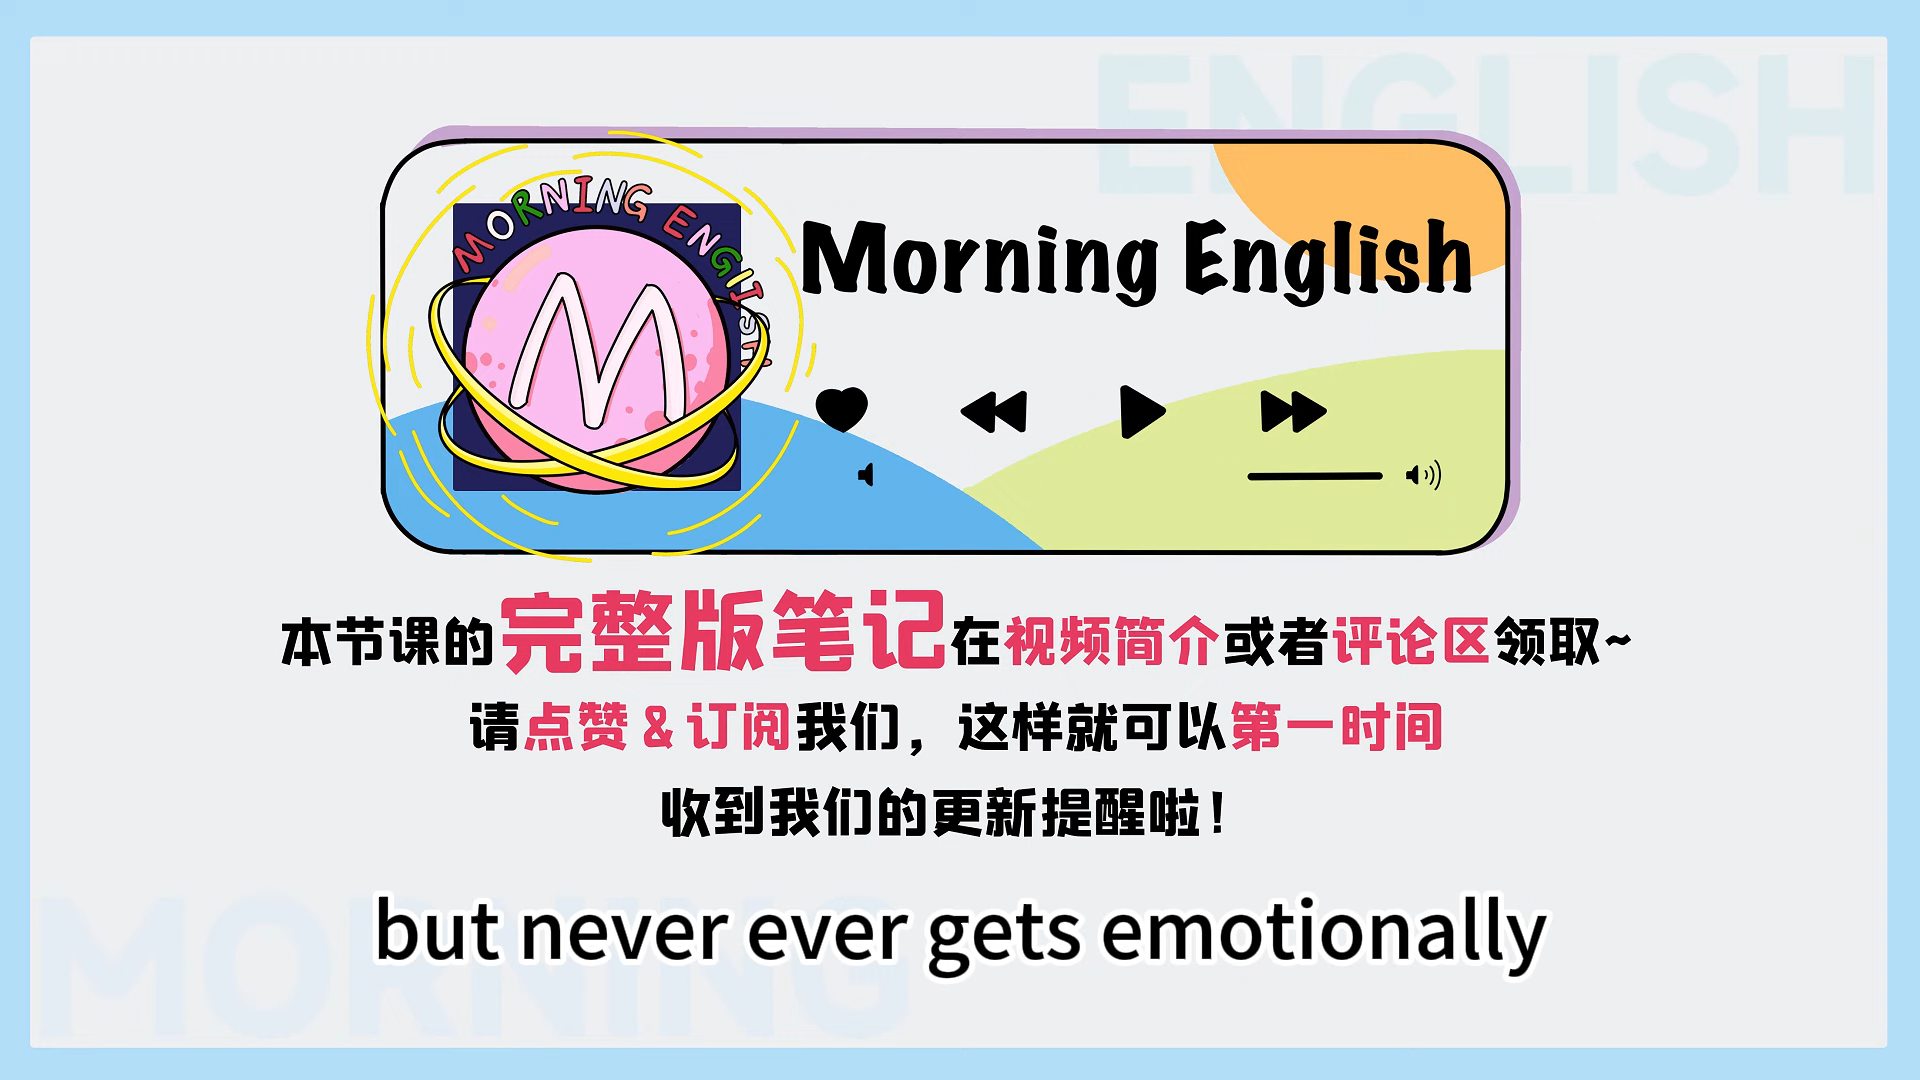 ENGLISH
MORNING ENGLISH
M
Morning English
本节课的完整版笔记在视频简介或者评论区领取~
请点赞&订阅我们，这样就可以第一时间
收到我们的更新提醒啦！
but never ever gets emotionally
MORNING